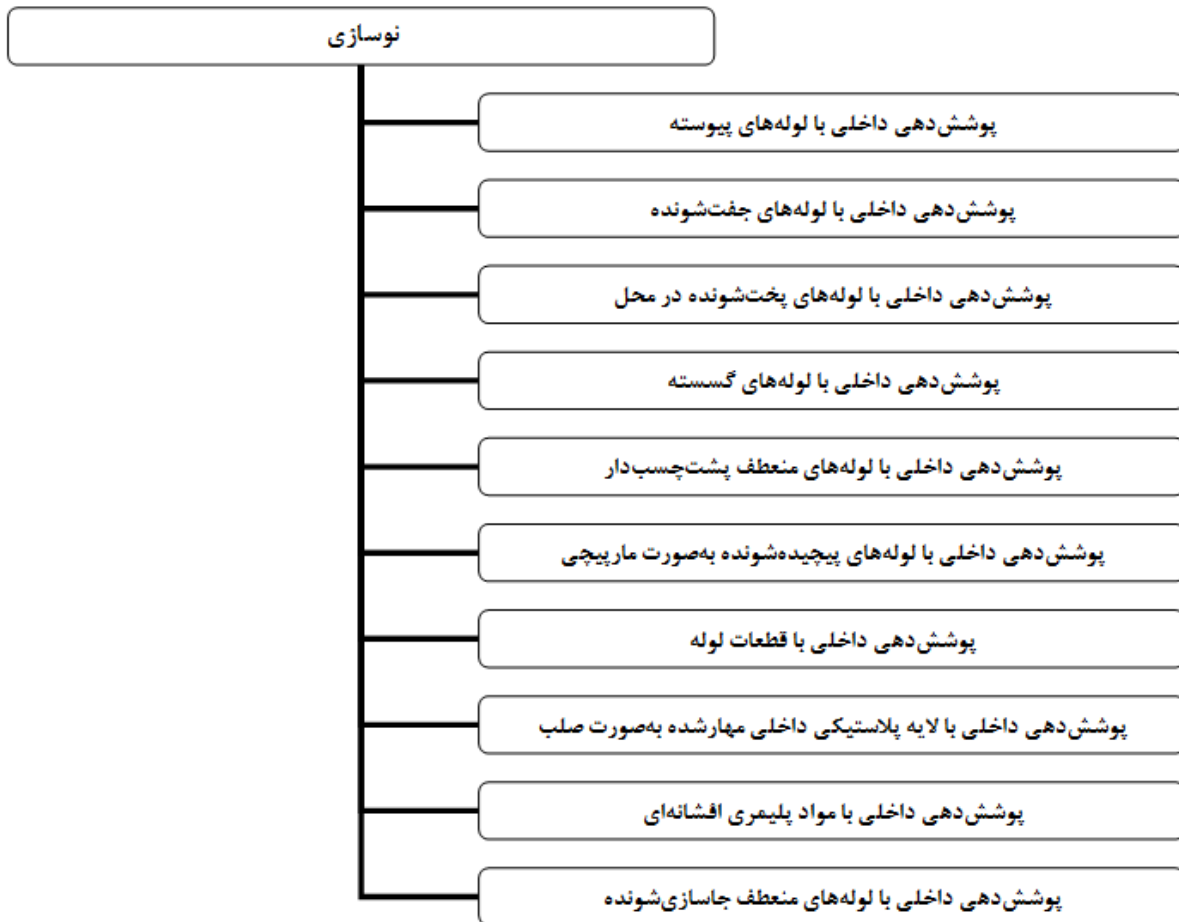 نوسازی
پوشش‌دهی داخلی با لوله‌های پیوسته
پوشش‌دهی داخلی با لوله‌های جفت‌شونده
پوشش‌دهی داخلی با لوله‌های پخت‌شونده در محل
پوشش‌دهی داخلی با لوله‌های گسسته
پوشش‌دهی داخلی با لوله‌های منعطف پشت‌چسب‌دار
پوشش‌دهی داخلی با لوله‌های پیچیده‌شونده به‌صورت مارپیچی
پوشش‌دهی داخلی با قطعات لوله
پوشش‌دهی داخلی با لایه پلاستیکی داخلی مهارشده به‌صورت صلب
پوشش‌دهی داخلی با مواد پلیمری افشانه‌ای
پوشش‌دهی داخلی با لوله‌های منعطف جاسازی‌شونده